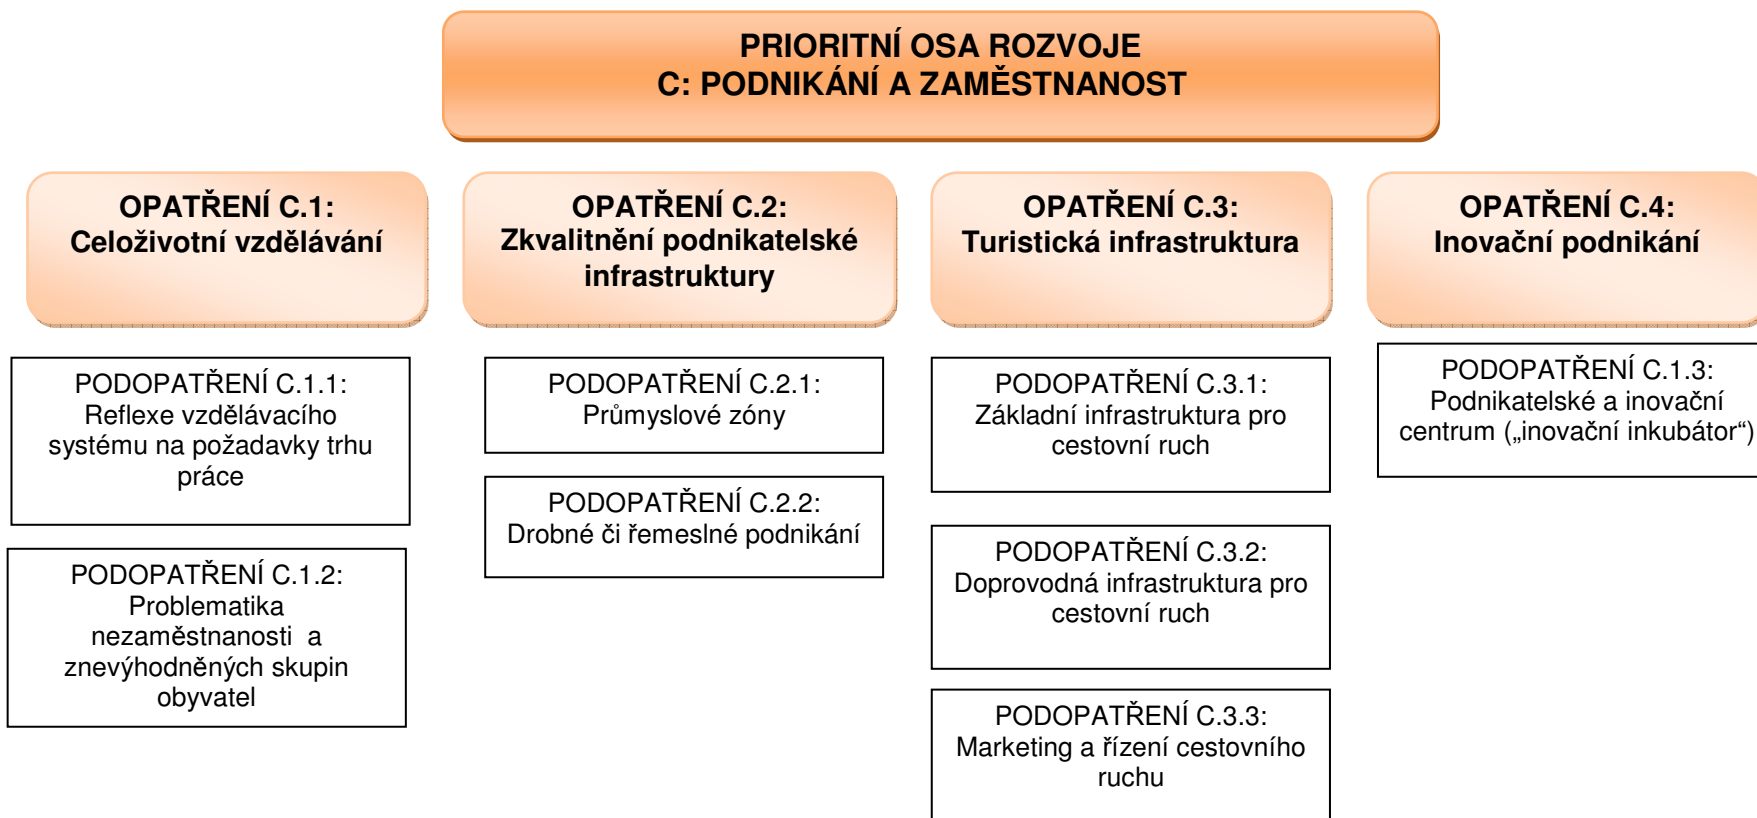 PRIORITNÍ OSA ROZVOJE
C: PODNIKÁNÍ A ZAMĚSTNANOST
OPATŘENÍ C.1:
Celoživotní vzdělávání
OPATŘENÍ C.2:
Zkvalitnění podnikatelské
infrastruktury
OPATŘENÍ C.3:
Turistická infrastruktura
OPATŘENÍ C.4:
Inovační podnikání
PODOPATŘENÍ C.1.1:
Reflexe vzdělávacího
systému na požadavky trhu
práce
PODOPATŘENÍ C.1.2:
Problematika
nezaměstnanosti  a
znevýhodněných skupin
obyvatel
PODOPATŘENÍ C.2.1:
Průmyslové zóny
PODOPATŘENÍ C.2.2:
Drobné či řemeslné podnikání
PODOPATŘENÍ C.3.1:
Základní infrastruktura pro
cestovní ruch
PODOPATŘENÍ C.3.2:
Doprovodná infrastruktura pro
cestovní ruch
PODOPATŘENÍ C.3.3:
Marketing a řízení cestovního
ruchu
PODOPATŘENÍ C.1.3:
Podnikatelské a inovační
centrum („inovační inkubátor“)